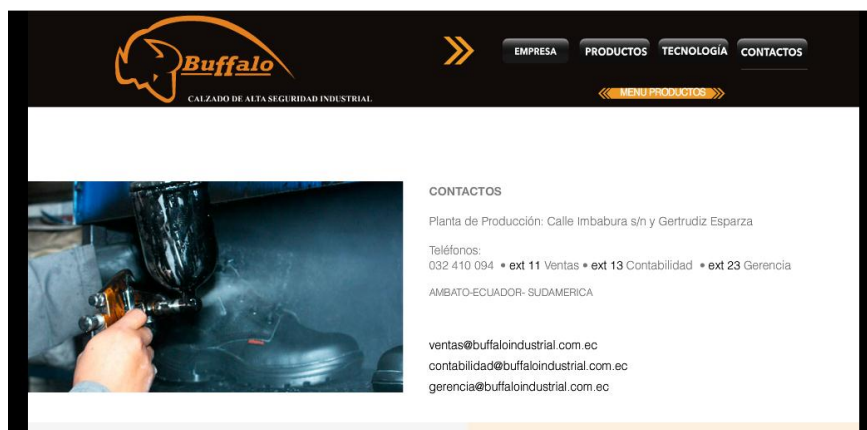 Buffalo
CALZADO DE ALTA SEGURIDAD INDUSTRIAL
EMPRESA PRODUCTOS TECNOLOGÍA CONTACTOS
MENU PRODUCTOS
CONTACTOS
Planta de Producción: Calle Imbabura s/n y Gertrudiz Esparza
Teléfonos:
032 410 094 • ext 11 Ventas • ext 13 Contabilidad • ext 23 Gerencia
AMBATO-ECUADOR- SUDAMERICA
ventas@buffaloindustrial.com.ec
contabilidad@buffaloindustrial.com.ec
gerencia@buffaloindustrial.com.ec